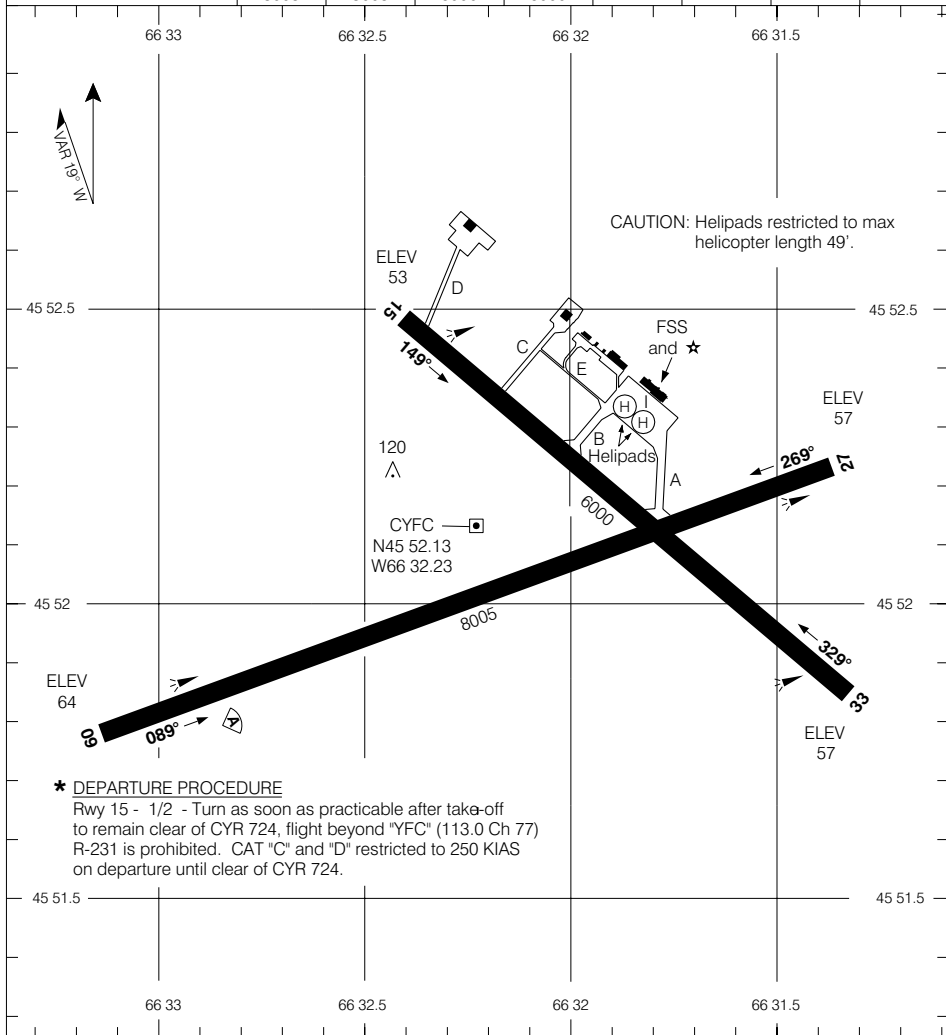 66 33
66 32.5
66 32
66 31.5
VAR 19° W
CAUTION: Helipads restricted to max
helicopter length 49'.
ELEV
53
D
45 52.5
45 52.5
15
149°
C
E
FSS
and ☆
H
I
H
ELEV
57
B
Helipads
A
269°
27
120
6000
CYFC
N45 52.13
W66 32.23
45 52
45 52
8005
329°
33
ELEV
64
09
089°
A
ELEV
57
* DEPARTURE PROCEDURE
Rwy 15 - 1/2 - Turn as soon as practicable after take-off
to remain clear of CYR 724, flight beyond "YFC" (113.0 Ch 77)
R-231 is prohibited. CAT "C" and "D" restricted to 250 KIAS
on departure until clear of CYR 724.
45 51.5
45 51.5
66 33
66 32.5
66 32
66 31.5